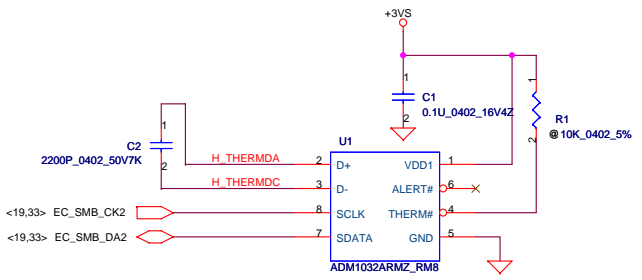 +3VS
1
C1
0.1U_0402_16V4Z
2
1
R1
@10K_0402_5%
2
1
C2
2200P_0402_50V7K
2
U1
H_THERMDA 2 D+ VDD1 1
H_THERMDC 3 D- ALERT# 6
<19,33> EC_SMB_CK2 8 SCLK THERM# 4
<19,33> EC_SMB_DA2 7 SDATA GND 5
ADM1032ARMZ_RM8